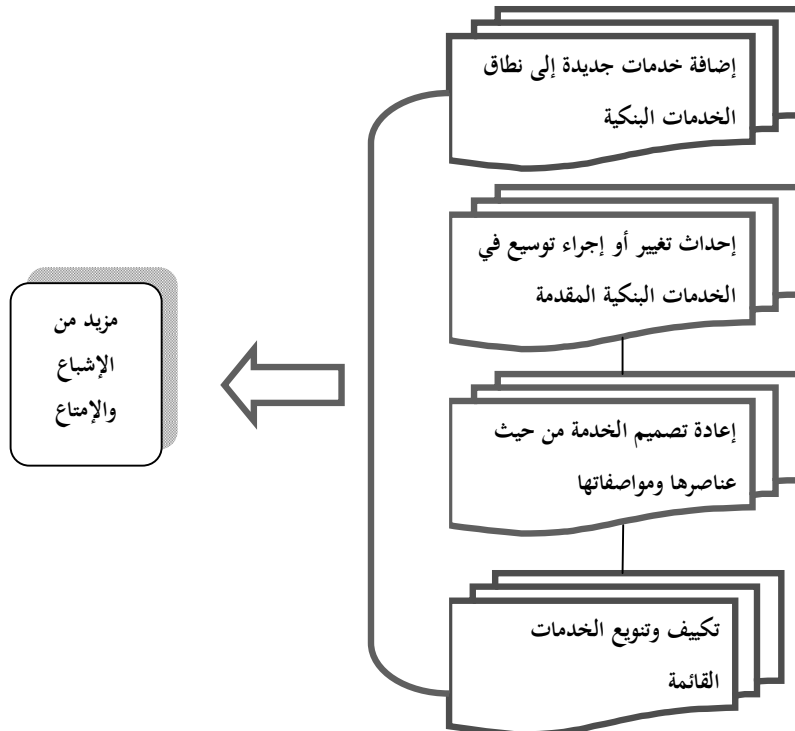 إضافة خدمات جديدة إلى نطاق
الخدمات البنكية
إحداث تغيير أو إجراء توسيع في
الخدمات البنكية المقدمة
إعادة تصميم الخدمة من حيث
عناصرها ومواصفاتها
تكييف وتنويع الخدمات
القائمة
مزيد من
الإشباع
والإمتاع